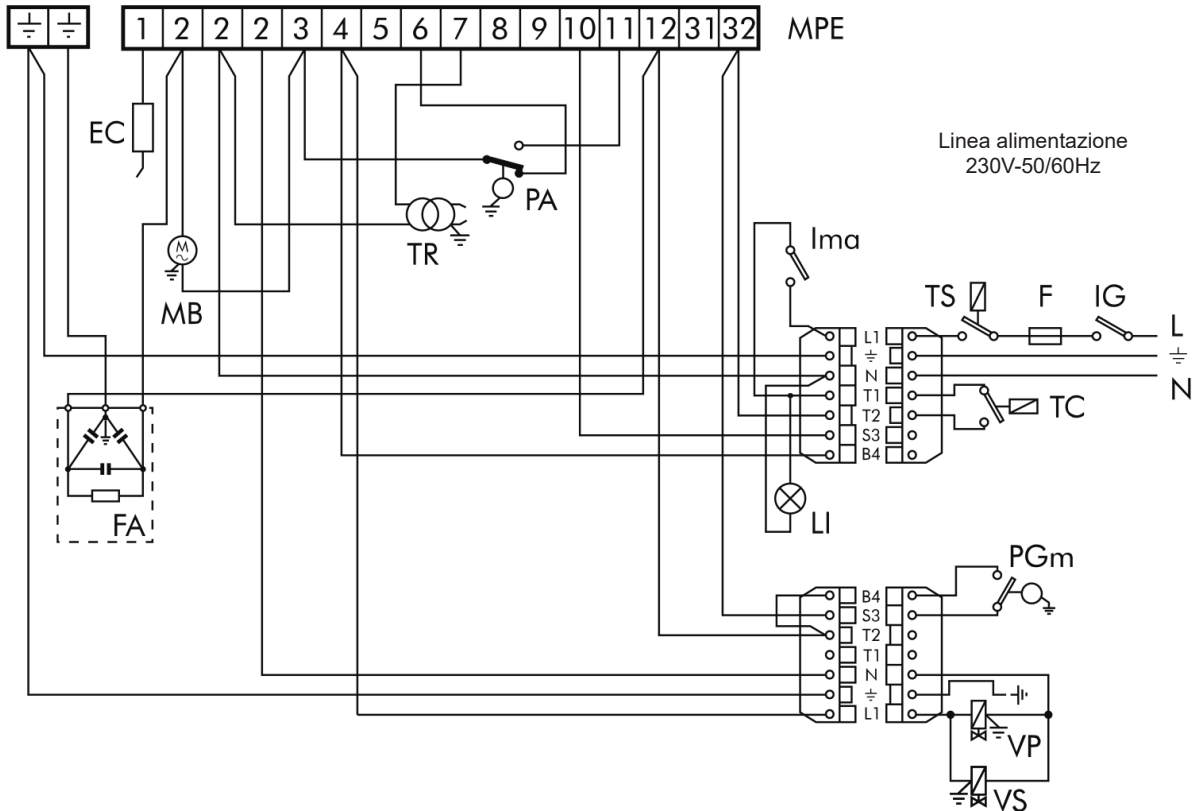 1 2 2 2 3 4 5 6 7 8 9 10 11 12 31 32 MPE
EC
Linea alimentazione
230V-50/60Hz
PA
TR
Ima
M
MB
TS F IG
L
L1
N
N
T1
TC
T2
S3
B4
LI
FA
PGm
B4
S3
T2
T1
N
L1
VP
VS